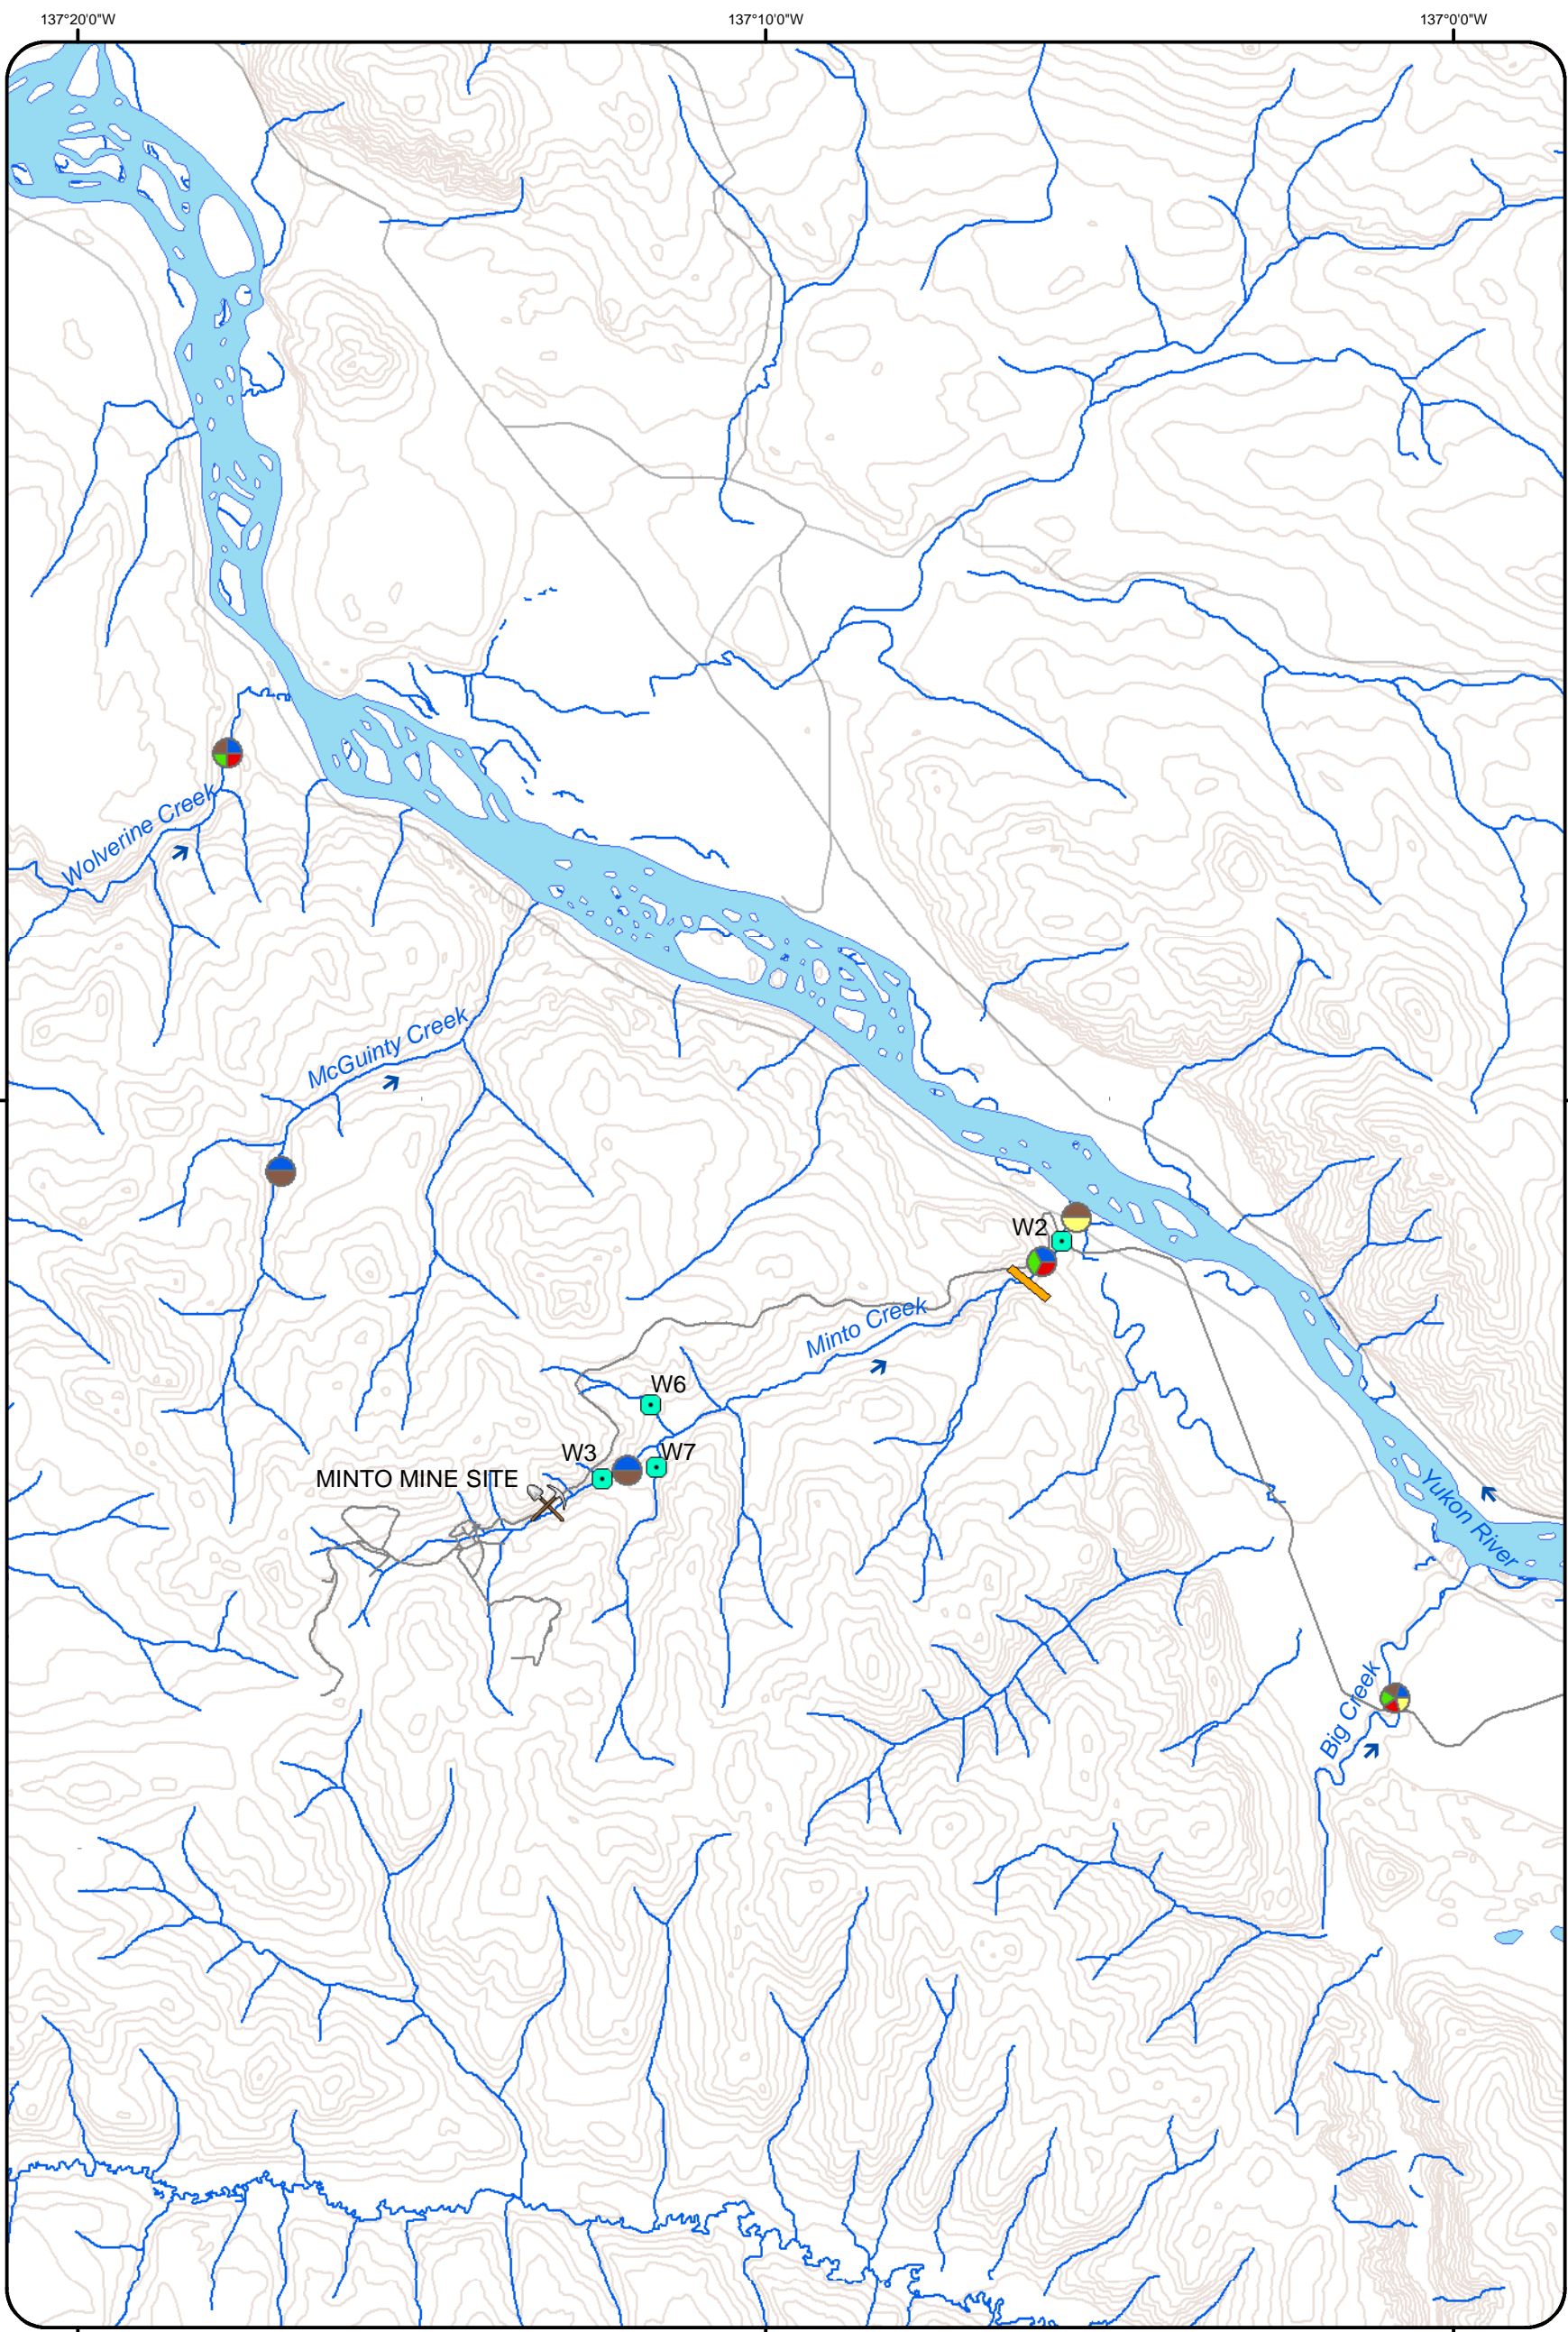 137°20'0"W
137°10'0"W
137°0'0"W
Wolverine Creek
McGuinty Creek
W2
Minto Creek
W6
W3
W7
MINTO MINE SITE
Yukon River
Big Creek